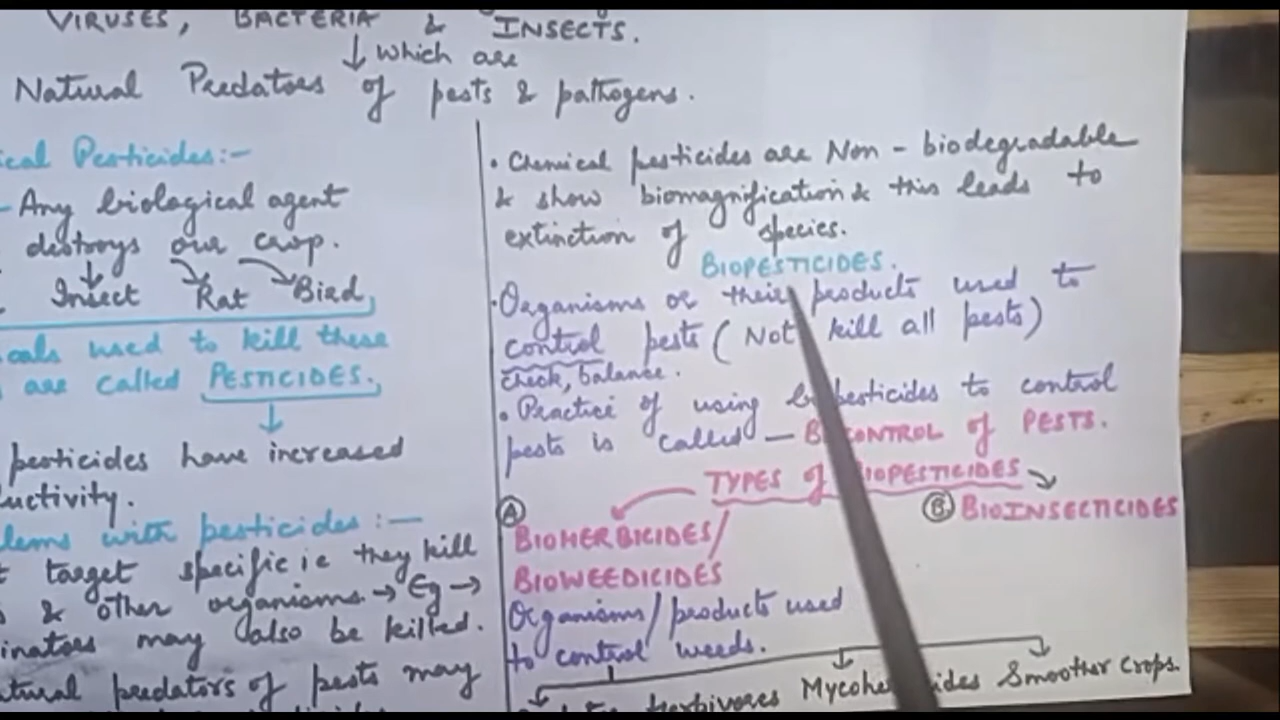 VIRUSES, BACTERIA & INSECTS.
which are
Natural Predators of pests & pathogens.
ical Pesticides:-
Any biological agent
destroys our crop.
Insect Rat Bird,
cals used to kill these
are called PESTICIDES.
pesticides have increased
uctivity.
lems with pesticides :—
t target specific i.e they kill
s & other organisms. → Eg →
inators may also be killed.
atural predators of pests may
• Chemical pesticides are Non - biodegradable
& show biomagnification & this leads to
extinction of species.
BIOPESTICIDES.
• Organisms or their products used to
control pests ( Not kill all pests)
check, balance.
• Practice of using pesticides to control
pests is called — CONTROL of PESTS.
TYPES of BIOPESTICIDES
(A) (B) BIOINSECTICIDES
BIOHERBICIDES/
BIOWEEDICIDES
Organisms/products used
to control weeds.
Herbivores Mycohe ides Smoother Crops.